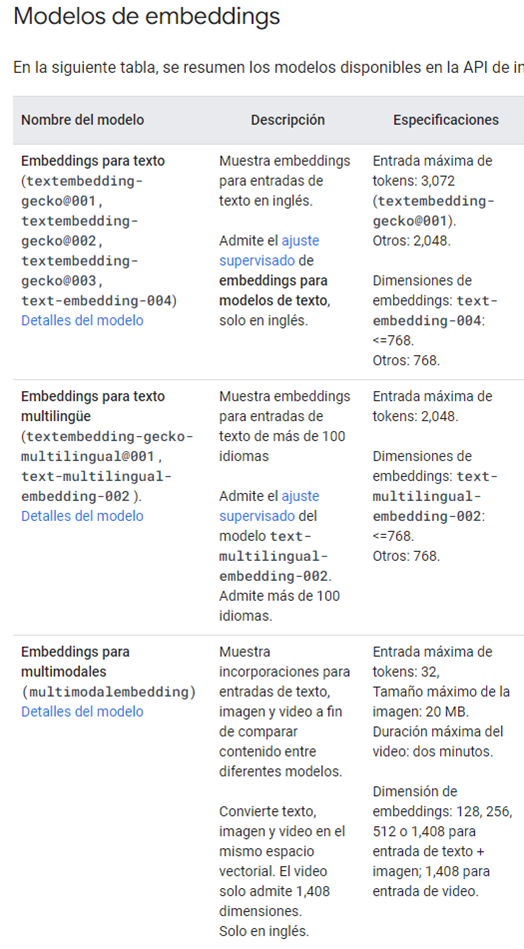 Modelos de embeddings
En la siguiente tabla, se resumen los modelos disponibles en la API de
Nombre del modelo
Descripción
Especificaciones
Embeddings para texto
(textembedding-
gecko@001,
textembedding-
gecko@002,
textembedding-
gecko@003,
text-embedding-004)
Detalles del modelo
Muestra embeddings
para entradas de
texto en inglés.
Admite el ajuste
supervisado de
embeddings para
modelos de texto,
solo en inglés.
Entrada máxima de
tokens: 3,072
(textembedding-
gecko@001).
Otros: 2,048.
Dimensiones de
embeddings: text-
embedding-004:
<=768.
Otros: 768.
Embeddings para texto
multilingüe
(textembedding-gecko-
multilingual@001,
text-multilingual-
embedding-002 ).
Detalles del modelo
Muestra embeddings
para entradas de
texto de más de 100
idiomas
Admite el ajuste
supervisado del
modelo text-
multilingual-
embedding-002.
Admite más de 100
idiomas.
Entrada máxima de
tokens: 2,048.
Dimensiones de
embeddings: text-
multilingual-
embedding-002:
<=768.
Otros: 768.
Embeddings para
multimodales
(multimodalembedding)
Detalles del modelo
Muestra
incorporaciones para
entradas de texto,
imagen y video a fin
de comparar
contenido entre
diferentes modelos.
Convierte texto,
imagen y video en el
mismo espacio
vectorial. El video
solo admite 1,408
dimensiones.
Solo en inglés.
Entrada máxima de
tokens: 32,
Tamaño máximo de la
imagen: 20 MB.
Duración máxima del
video: dos minutos.
Dimensión de
embeddings: 128, 256,
512 o 1,408 para
entrada de texto +
imagen; 1,408 para
entrada de video.